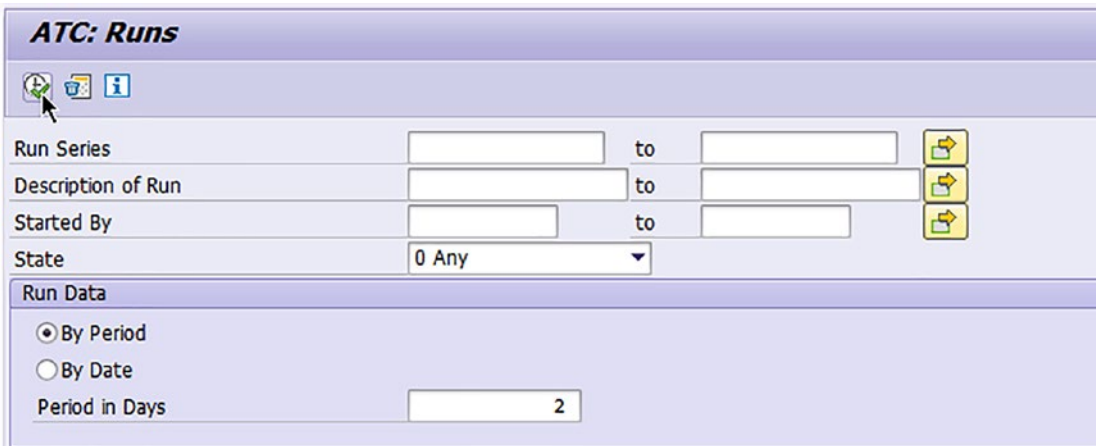 ATC: Runs
Run Series to
Description of Run to
Started By to
State 0 Any
Run Data
By Period
By Date
Period in Days 2